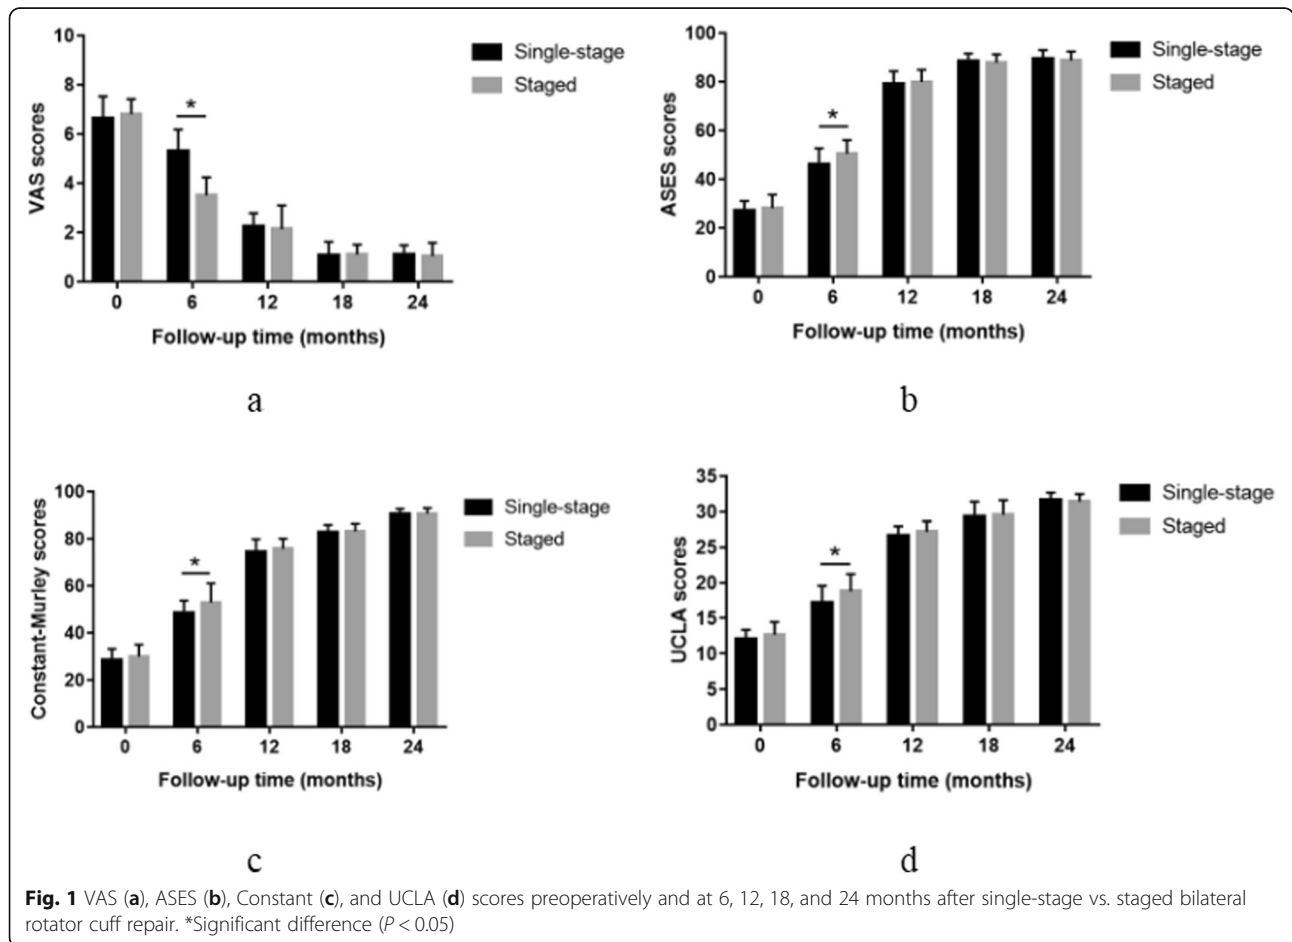 10
8
6
4
2
0
VAS scores
*
Single-stage
Staged
0 6 12 18 24
Follow-up time (months)
a
100
80
60
40
20
0
ASES scores
*
Single-stage
Staged
0 6 12 18 24
Follow-up time (months)
b
100
80
60
40
20
0
Constant-Murley scores
*
Single-stage
Staged
0 6 12 18 24
Follow-up time (months)
c
35
30
25
20
15
10
5
0
UCLA scores
*
Single-stage
Staged
0 6 12 18 24
Follow-up time (months)
d
Fig. 1 VAS (a), ASES (b), Constant (c), and UCLA (d) scores preoperatively and at 6, 12, 18, and 24 months after single-stage vs. staged bilateral
rotator cuff repair. *Significant difference (P < 0.05)